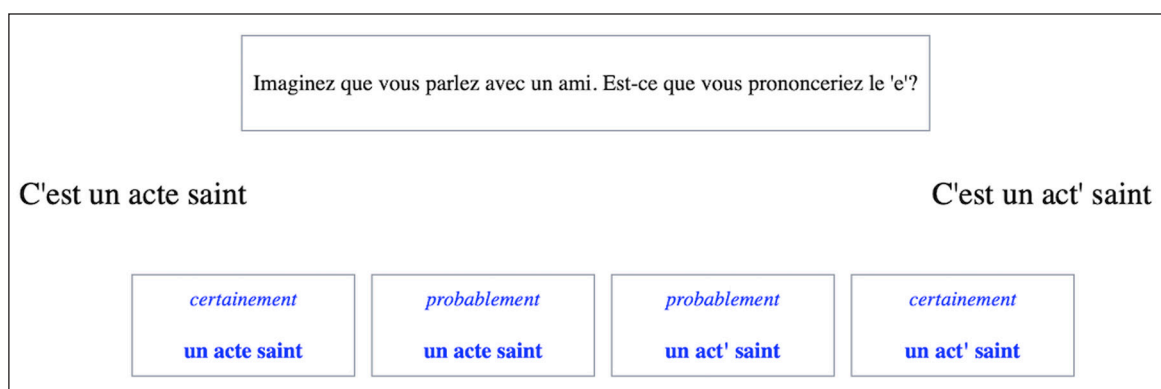 Imaginez que vous parlez avec un ami. Est-ce que vous prononceriez le 'e'?
C'est un acte saint
C'est un act' saint
certainement
un acte saint
probablement
un acte saint
probablement
un act' saint
certainement
un act' saint